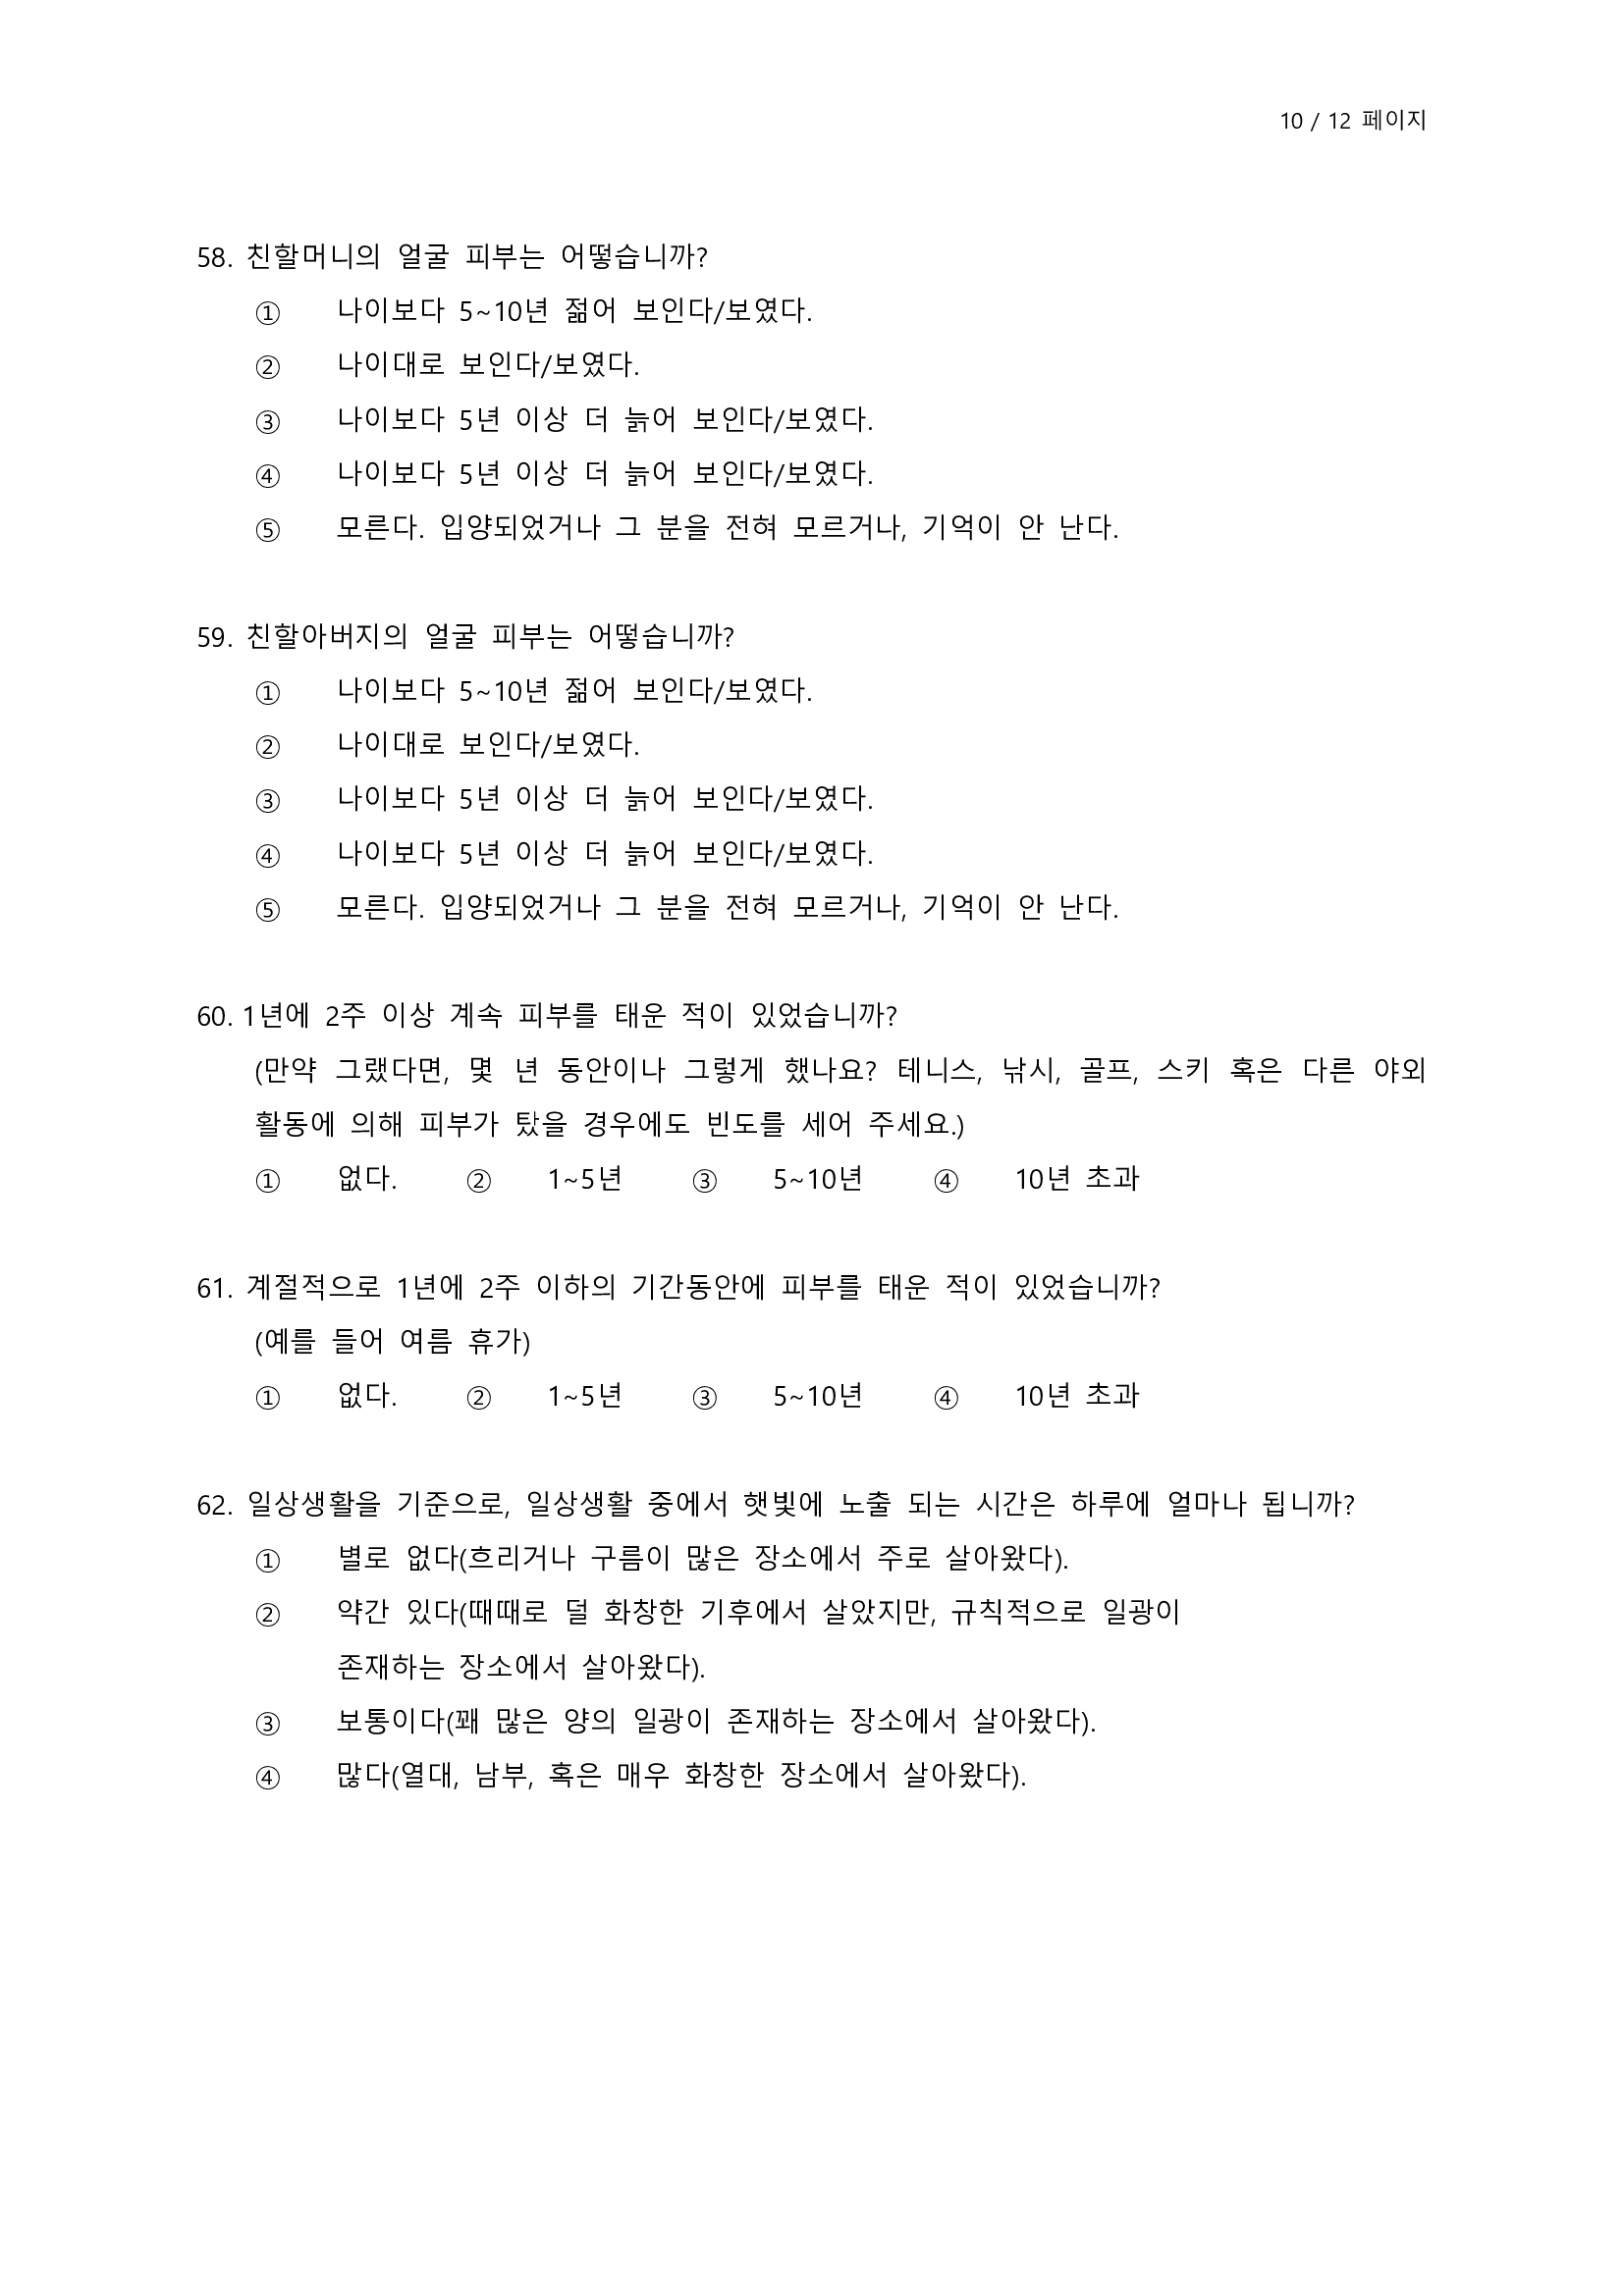 10 / 12 페이지
58. 친할머니의 얼굴 피부는 어떻습니까?
① 나이보다 5~10년 젊어 보인다/보였다.
② 나이대로 보인다/보였다.
③ 나이보다 5년 이상 더 늙어 보인다/보였다.
④ 나이보다 5년 이상 더 늙어 보인다/보였다.
⑤ 모른다. 입양되었거나 그 분을 전혀 모르거나, 기억이 안 난다.
59. 친할아버지의 얼굴 피부는 어떻습니까?
① 나이보다 5~10년 젊어 보인다/보였다.
② 나이대로 보인다/보였다.
③ 나이보다 5년 이상 더 늙어 보인다/보였다.
④ 나이보다 5년 이상 더 늙어 보인다/보였다.
⑤ 모른다. 입양되었거나 그 분을 전혀 모르거나, 기억이 안 난다.
60. 1년에 2주 이상 계속 피부를 태운 적이 있었습니까?
(만약 그랬다면, 몇 년 동안이나 그렇게 했나요? 테니스, 낚시, 골프, 스키 혹은 다른 야외
활동에 의해 피부가 탔을 경우에도 빈도를 세어 주세요.)
① 없다. ② 1~5년 ③ 5~10년 ④ 10년 초과
61. 계절적으로 1년에 2주 이하의 기간동안에 피부를 태운 적이 있었습니까?
(예를 들어 여름 휴가)
① 없다. ② 1~5년 ③ 5~10년 ④ 10년 초과
62. 일상생활을 기준으로, 일상생활 중에서 햇빛에 노출 되는 시간은 하루에 얼마나 됩니까?
① 별로 없다(흐리거나 구름이 많은 장소에서 주로 살아왔다).
② 약간 있다(때때로 덜 화창한 기후에서 살았지만, 규칙적으로 일광이
존재하는 장소에서 살아왔다).
③ 보통이다(꽤 많은 양의 일광이 존재하는 장소에서 살아왔다).
④ 많다(열대, 남부, 혹은 매우 화창한 장소에서 살아왔다).